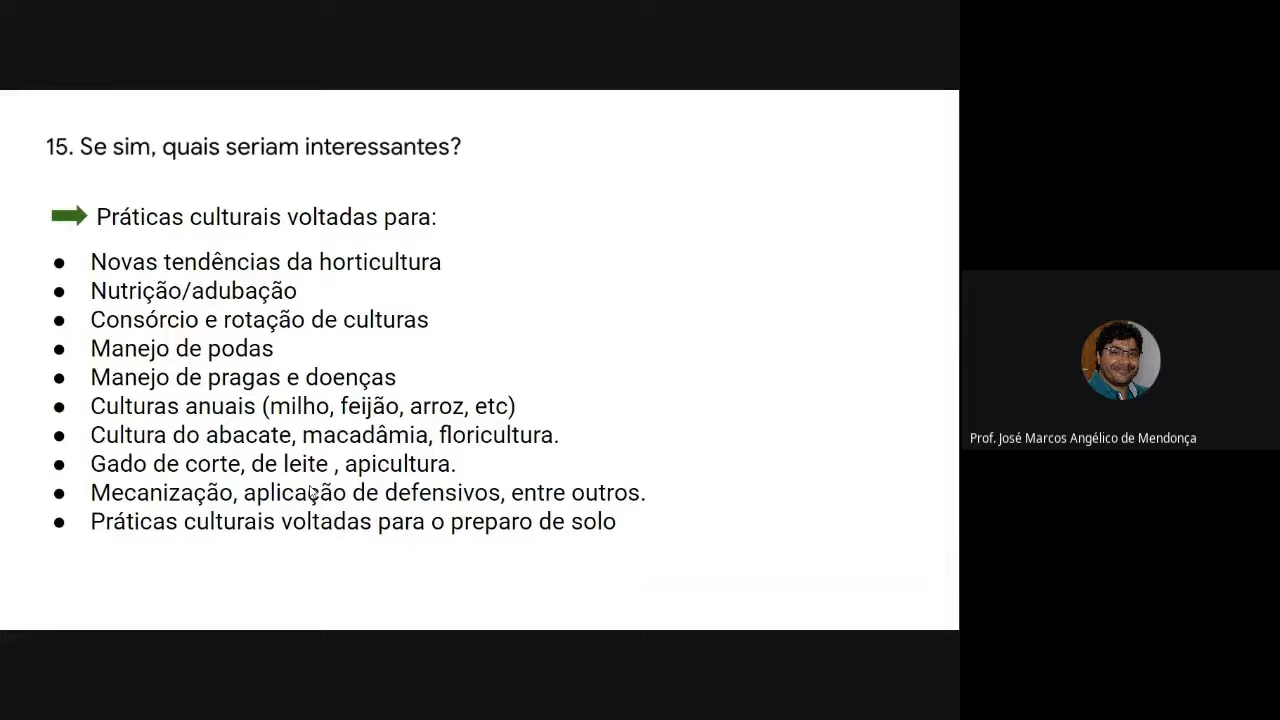 15. Se sim, quais seriam interessantes?
Práticas culturais voltadas para:
● Novas tendências da horticultura
● Nutrição/adubação
● Consórcio e rotação de culturas
● Manejo de podas
● Manejo de pragas e doenças
● Culturas anuais (milho, feijão, arroz, etc)
● Cultura do abacate, macadâmia, floricultura.
● Gado de corte, de leite , apicultura.
● Mecanização, aplicação de defensivos, entre outros.
● Práticas culturais voltadas para o preparo de solo
Prof. José Marcos Angélico de Mendonça